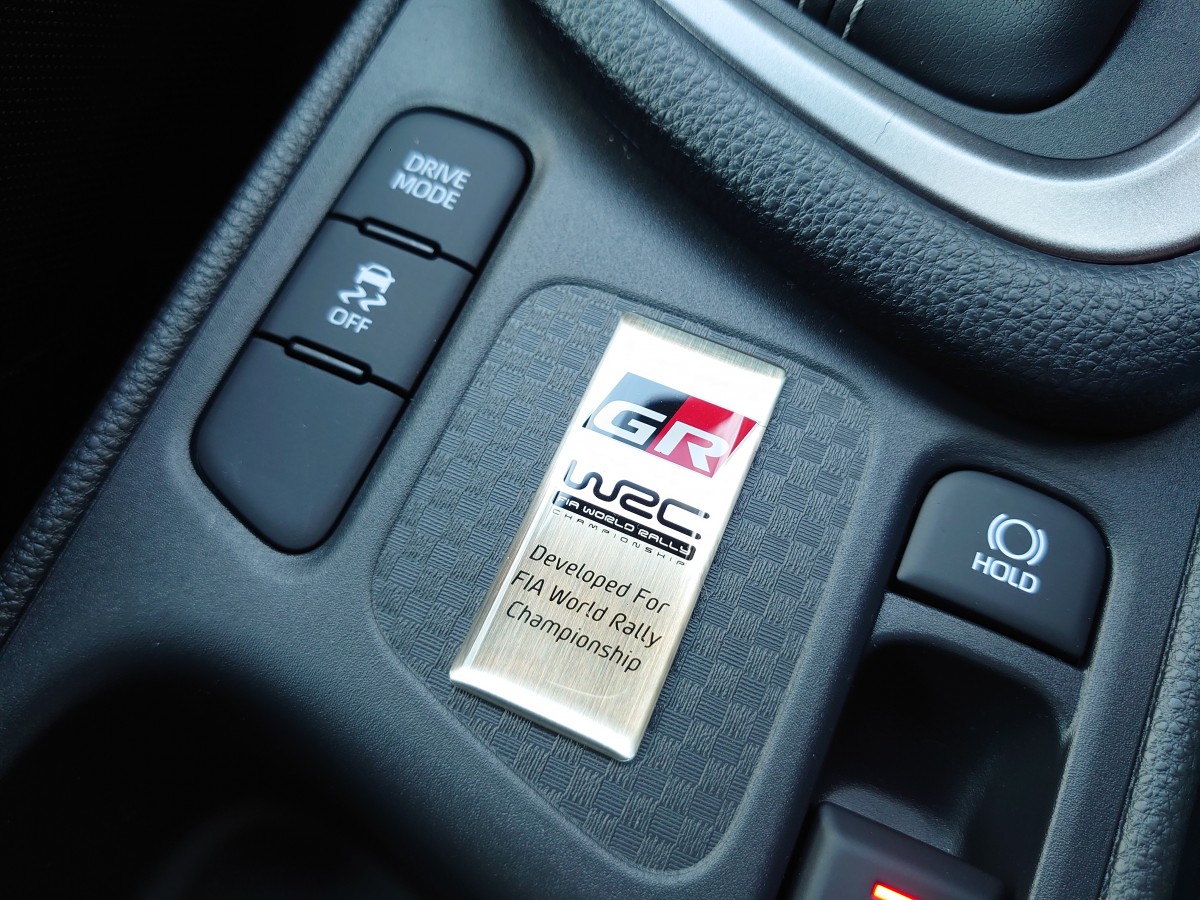 DRIVE
MODE
OFF
GR
WRC
FIA WORLD RALLY
CHAMPIONSHIP
Developed For
FIA World Rally
Championship
HOLD